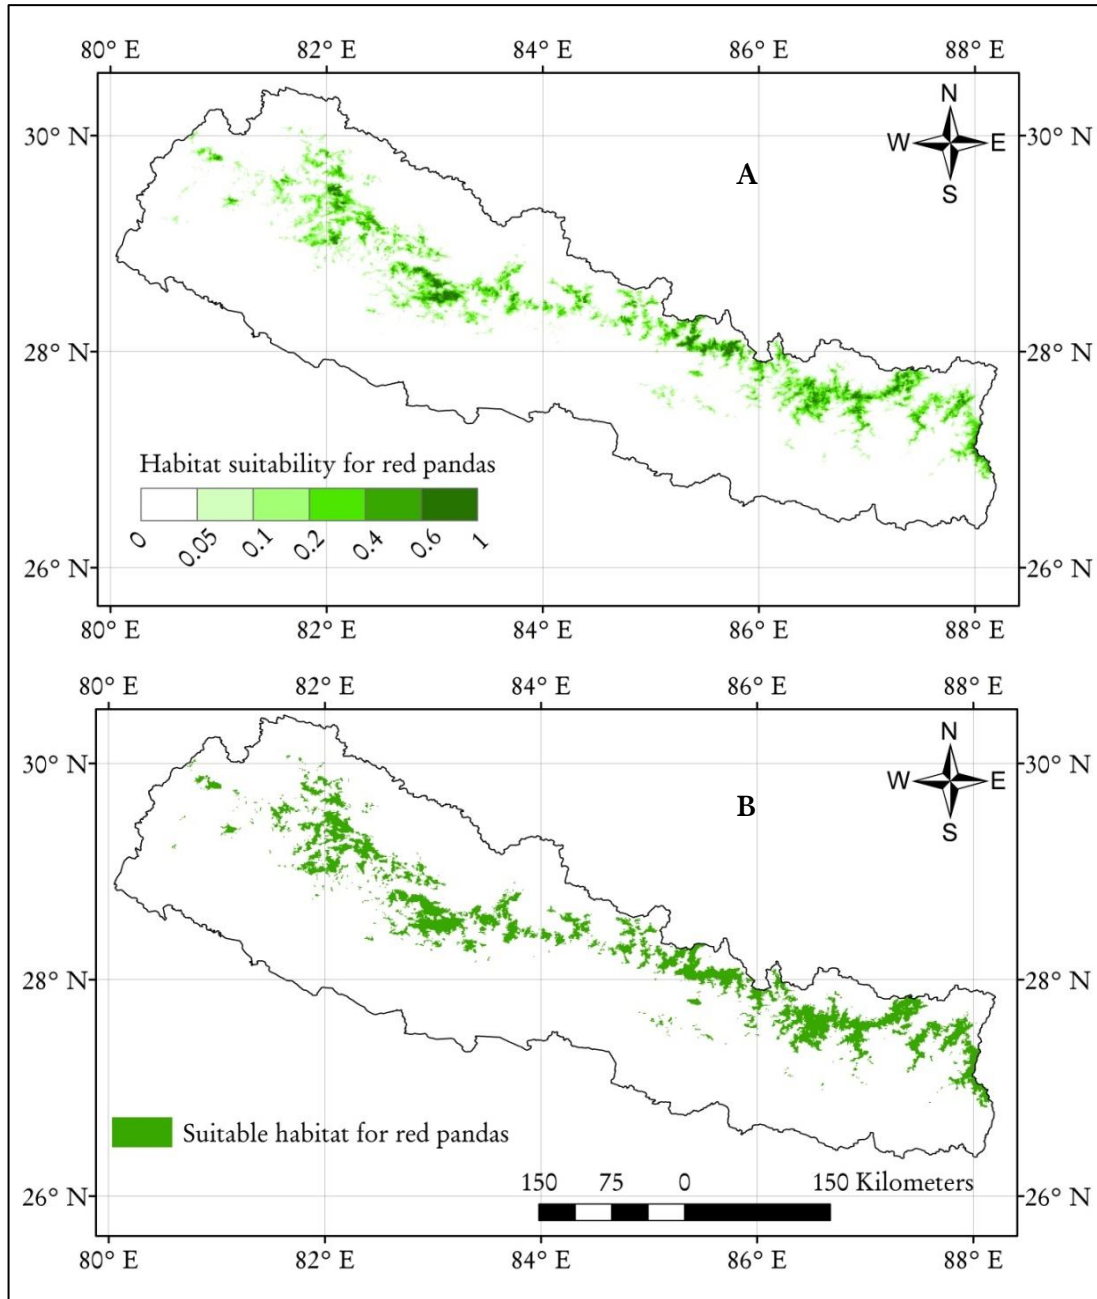 80° E 82° E 84° E 86° E 88° E
N
30° N 30° N
W E
A
S
28° N 28° N
Habitat suitability for red pandas
0 0.05 0.1 0.2 0.4 0.6 1
26° N 26° N
80° E 82° E 84° E 86° E 88° E
80° E 82° E 84° E 86° E 88° E
N
30° N 30° N
W E
B
S
28° N 28° N
Suitable habitat for red pandas
150 75 0 150 Kilometers
26° N 26° N
80° E 82° E 84° E 86° E 88° E